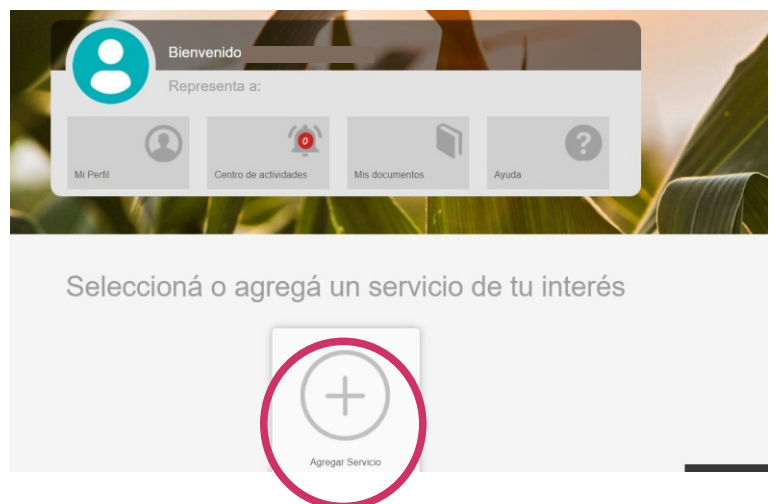 Bienvenido
Representa a:
Mi Perfil
0
Centro de actividades
Mis documentos
?
Ayuda
Seleccioná o agregá un servicio de tu interés
Agregar Servicio